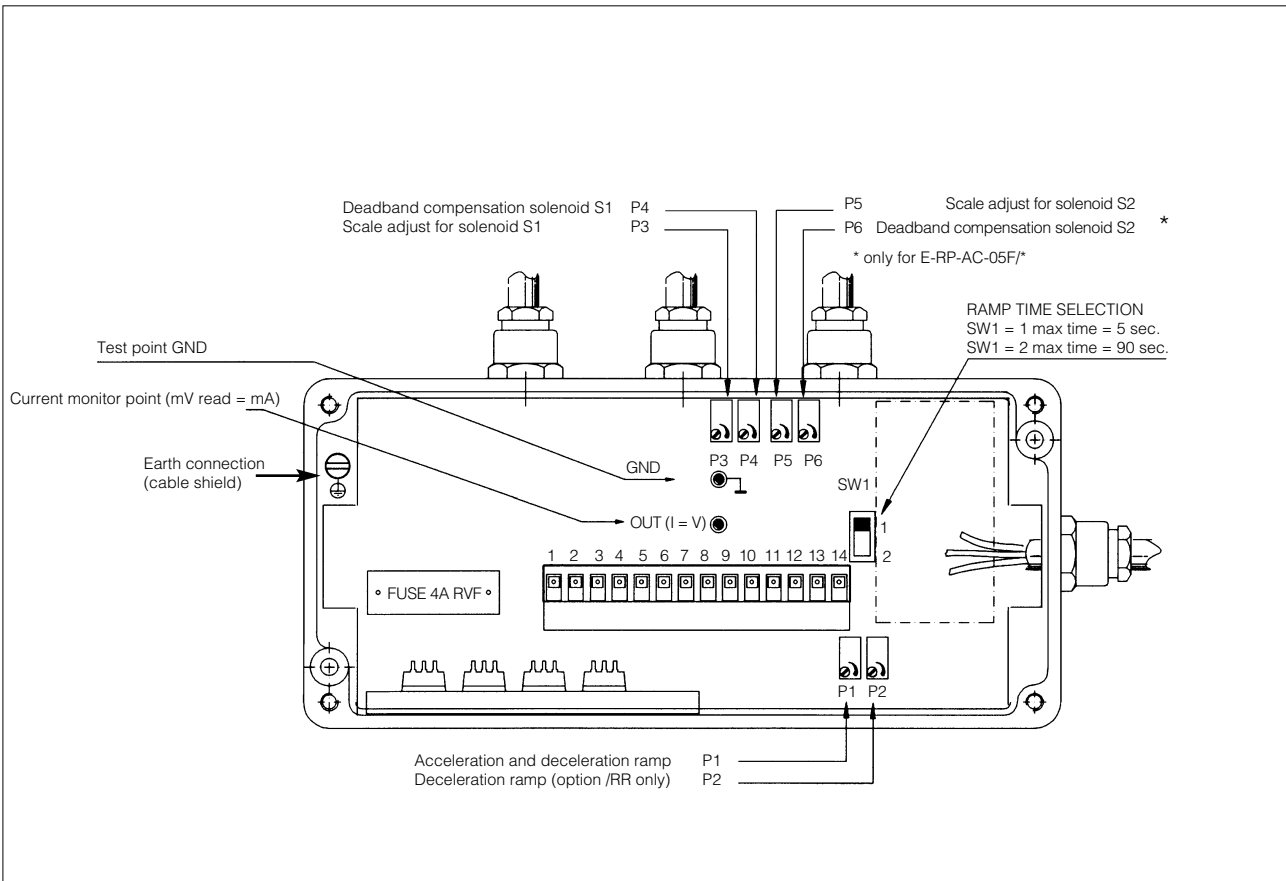 Deadband compensation solenoid S1 P4
Scale adjust for solenoid S1 P3
P5 Scale adjust for solenoid S2
P6 Deadband compensation solenoid S2 *
* only for E-RP-AC-05F/*
RAMP TIME SELECTION
SW1 = 1 max time = 5 sec.
SW1 = 2 max time = 90 sec.
Test point GND
Current monitor point (mV read = mA)
Earth connection
(cable shield)
P3 P4 P5 P6
GND
SW1
OUT (I = V)
1
2
1 2 3 4 5 6 7 8 9 10 11 12 13 14
FUSE 4A RVF
P1 P2
Acceleration and deceleration ramp P1
Deceleration ramp (option /RR only) P2